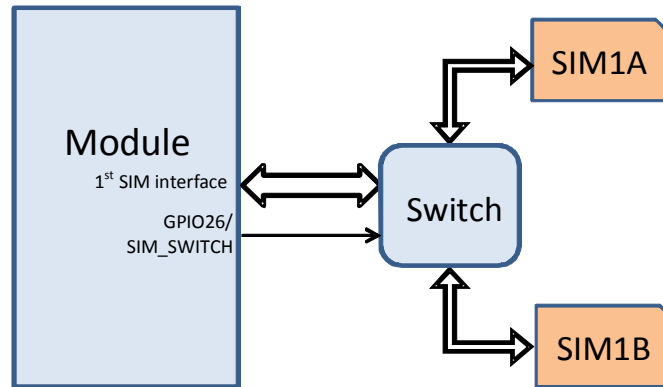 SIM1A
Module
1st SIM interface
Switch
GPIO26/
SIM_SWITCH
SIM1B